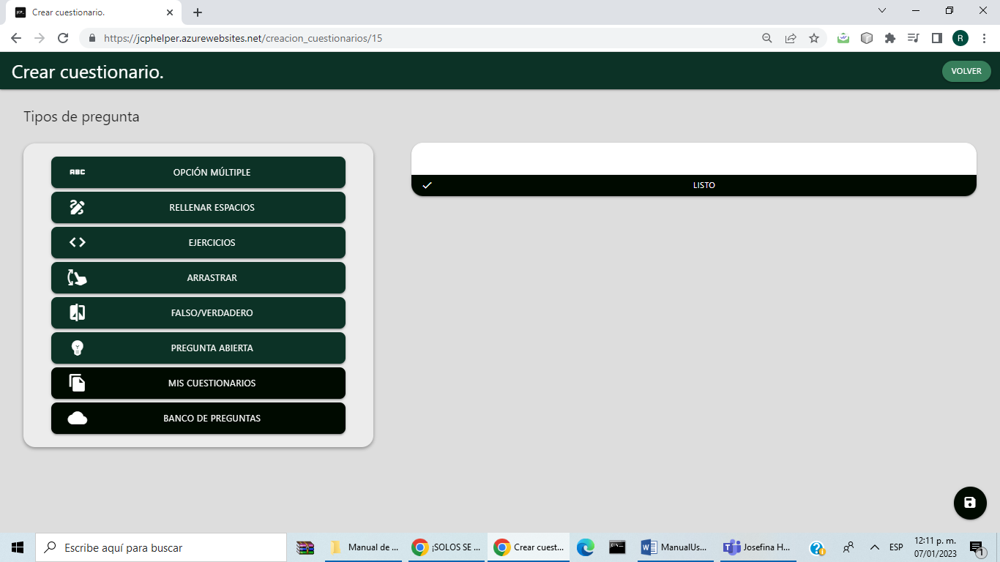 Crear cuestionario.
https://jcphelper.azurewebsites.net/creacion_cuestionarios/15
R
Crear cuestionario.
VOLVER
Tipos de pregunta
ABC
OPCIÓN MÚLTIPLE
RELLENAR ESPACIOS
EJERCICIOS
ARRASTRAR
FALSO/VERDADERO
PREGUNTA ABIERTA
MIS CUESTIONARIOS
BANCO DE PREGUNTAS
LISTO
Escribe aquí para buscar
Manual de ...
¡SOLOS SE ...
Crear cuest...
ManualUs...
Josefina H...
ESP
12:11 p. m.
07/01/2023
1